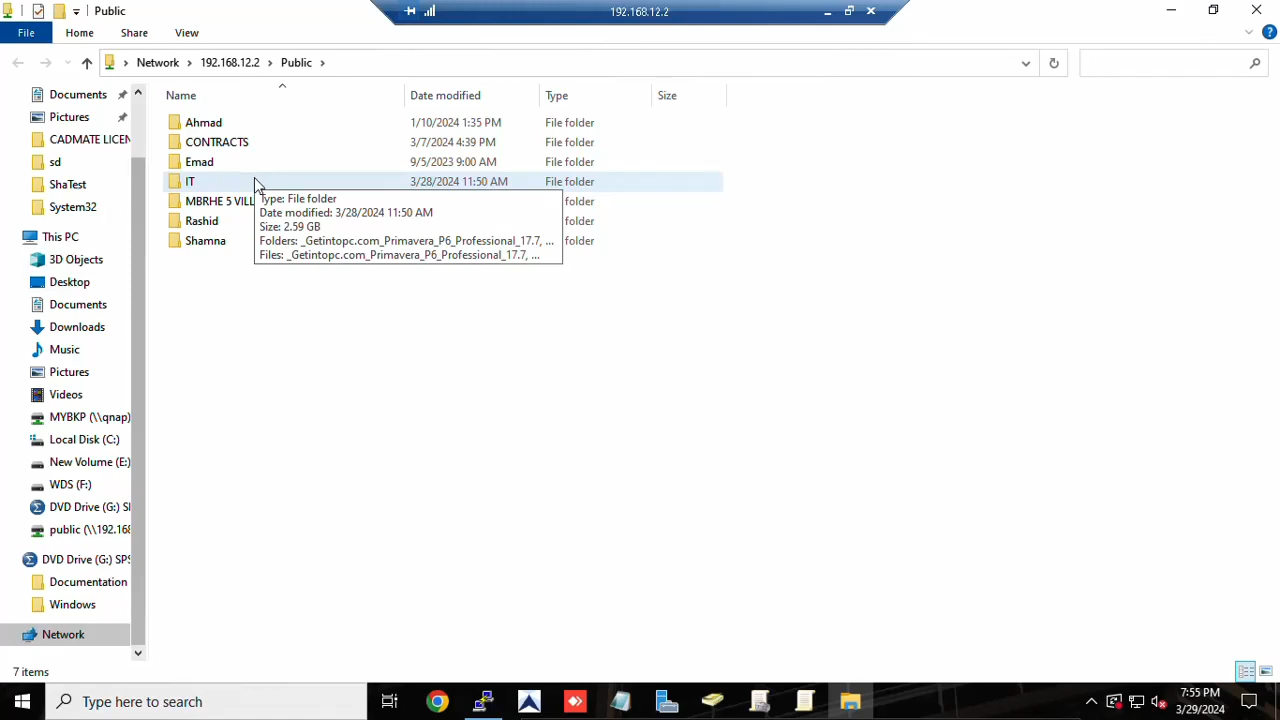 Public
192.168.12.2
File Home Share View
Network 192.168.12.2 Public
Name Date modified Type Size
Documents
Pictures
CADMATE LICEN
sd
ShaTest
System32
This PC
3D Objects
Desktop
Documents
Downloads
Music
Pictures
Videos
MYBKP (\\qnap)
Local Disk (C:)
New Volume (E:)
WDS (F:)
DVD Drive (G:) SI
public (\\192.168
DVD Drive (G:) SPS
Documentation
Windows
Network
Ahmad 1/10/2024 1:35 PM File folder
CONTRACTS 3/7/2024 4:39 PM File folder
Emad 9/5/2023 9:00 AM File folder
IT 3/28/2024 11:50 AM File folder
MBRHE 5 VILL folder
Rashid folder
Shamna folder
Type: File folder
Date modified: 3/28/2024 11:50 AM
Size: 2.59 GB
Folders: _Getintopc.com_Primavera_P6_Professional_17.7, ...
Files: _Getintopc.com_Primavera_P6_Professional_17.7, ...
7 items
Type here to search
7:55 PM
3/29/2024